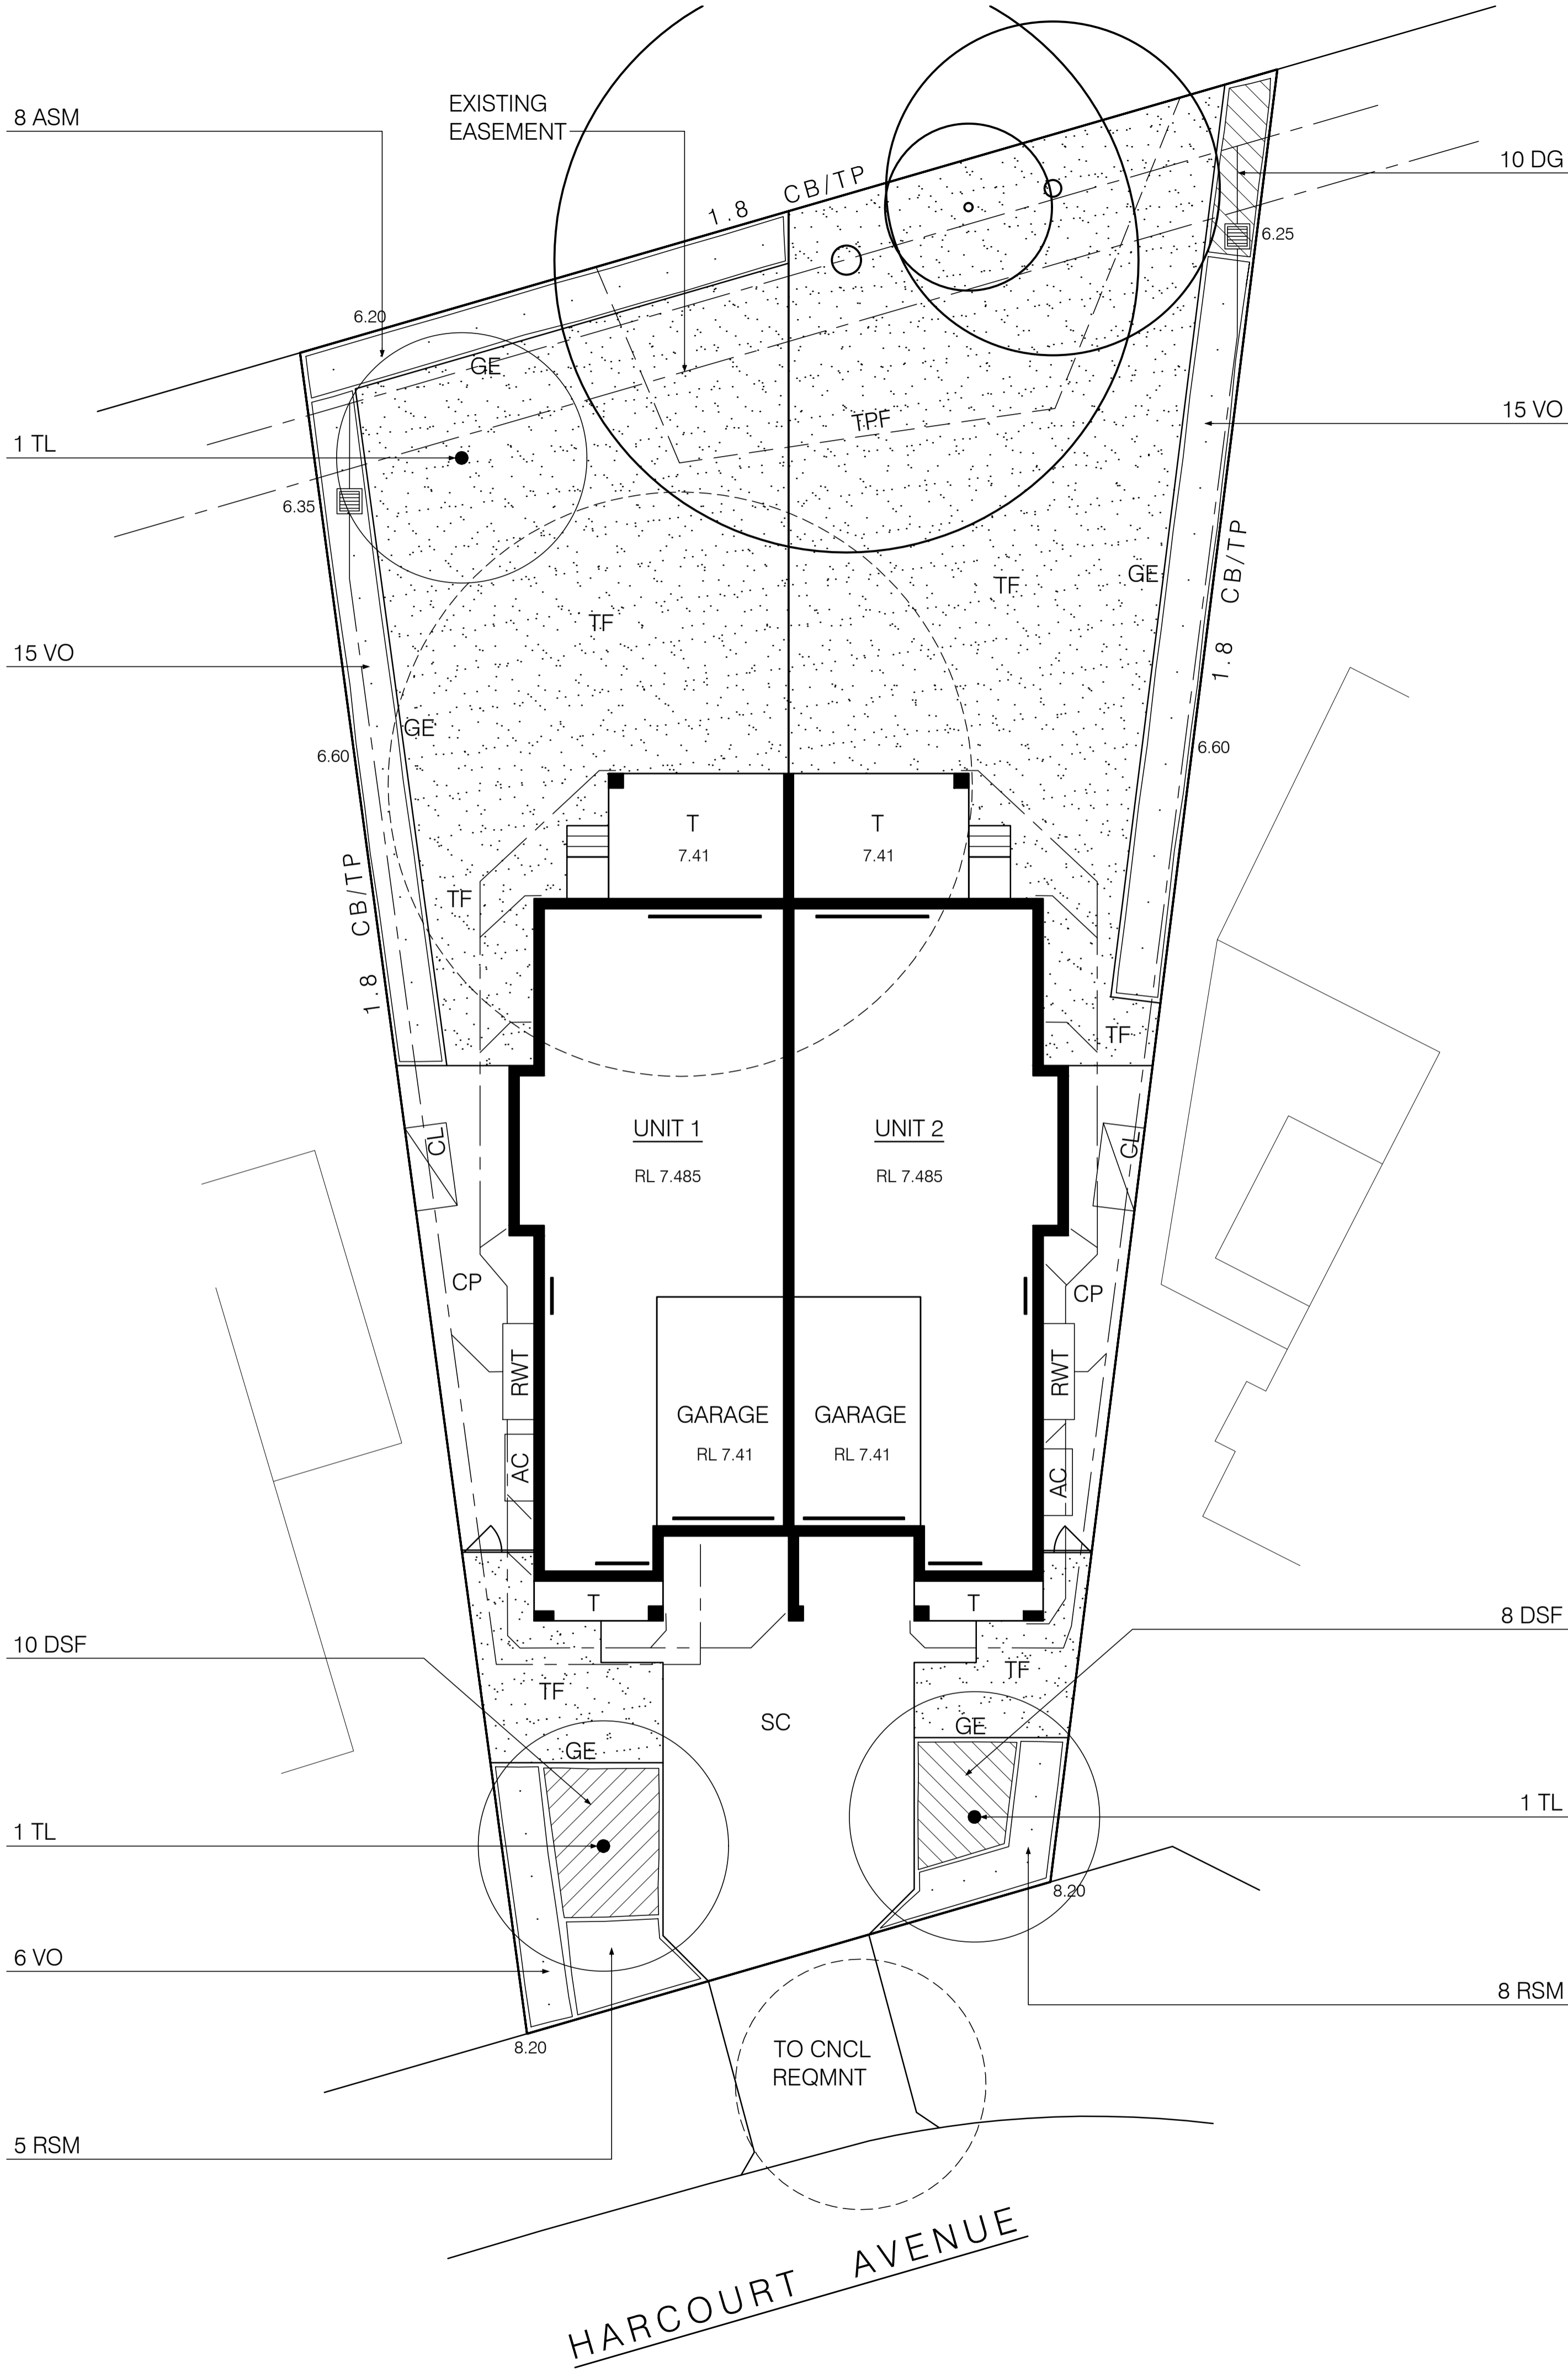 8 ASM
EXISTING
EASEMENT
1.8 CB/TP
10 DG
6.25
6.20
GE
1 TL
6.35
TPF
15 VO
TF
GE
1.8 CB/TP
TF
15 VO
GE
6.60
6.60
T
7.41
T
7.41
1.8 CB/TP
TF
TF
UNIT 1
RL 7.485
UNIT 2
RL 7.485
CL
CL
CP
CP
RWT
RWT
GARAGE
RL 7.41
GARAGE
RL 7.41
AC
AC
T
T
10 DSF
8 DSF
TF
TF
SC
GE
GE
1 TL
1 TL
8.20
6 VO
8 RSM
8.20
TO CNCL
REQMNT
5 RSM
HARCOURT AVENUE